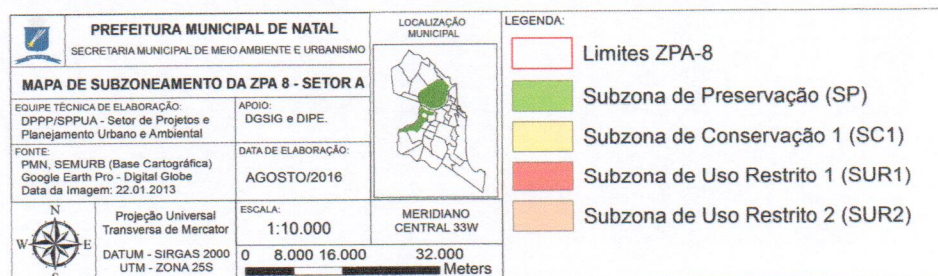 PREFEITURA MUNICIPAL DE NATAL
SECRETARIA MUNICIPAL DE MEIO AMBIENTE E URBANISMO
MAPA DE SUBZONEAMENTO DA ZPA 8 - SETOR A
EQUIPE TÉCNICA DE ELABORAÇÃO:
DPPP/SPPUA - Setor de Projetos e
Planejamento Urbano e Ambiental
APOIO:
DGSIG e DIPE.
FONTE:
PMN, SEMURB (Base Cartográfica)
Google Earth Pro - Digital Globe
Data da Imagem: 22.01.2013
DATA DE ELABORAÇÃO:
AGOSTO/2016
N
W
E
S
Projeção Universal
Transversa de Mercator
DATUM - SIRGAS 2000
UTM - ZONA 25S
ESCALA:
1:10.000
MERIDIANO
CENTRAL 33W
0 8.000 16.000 32.000
Meters
LOCALIZAÇÃO
MUNICIPAL
LEGENDA:
Limites ZPA-8
Subzona de Preservação (SP)
Subzona de Conservação 1 (SC1)
Subzona de Uso Restrito 1 (SUR1)
Subzona de Uso Restrito 2 (SUR2)